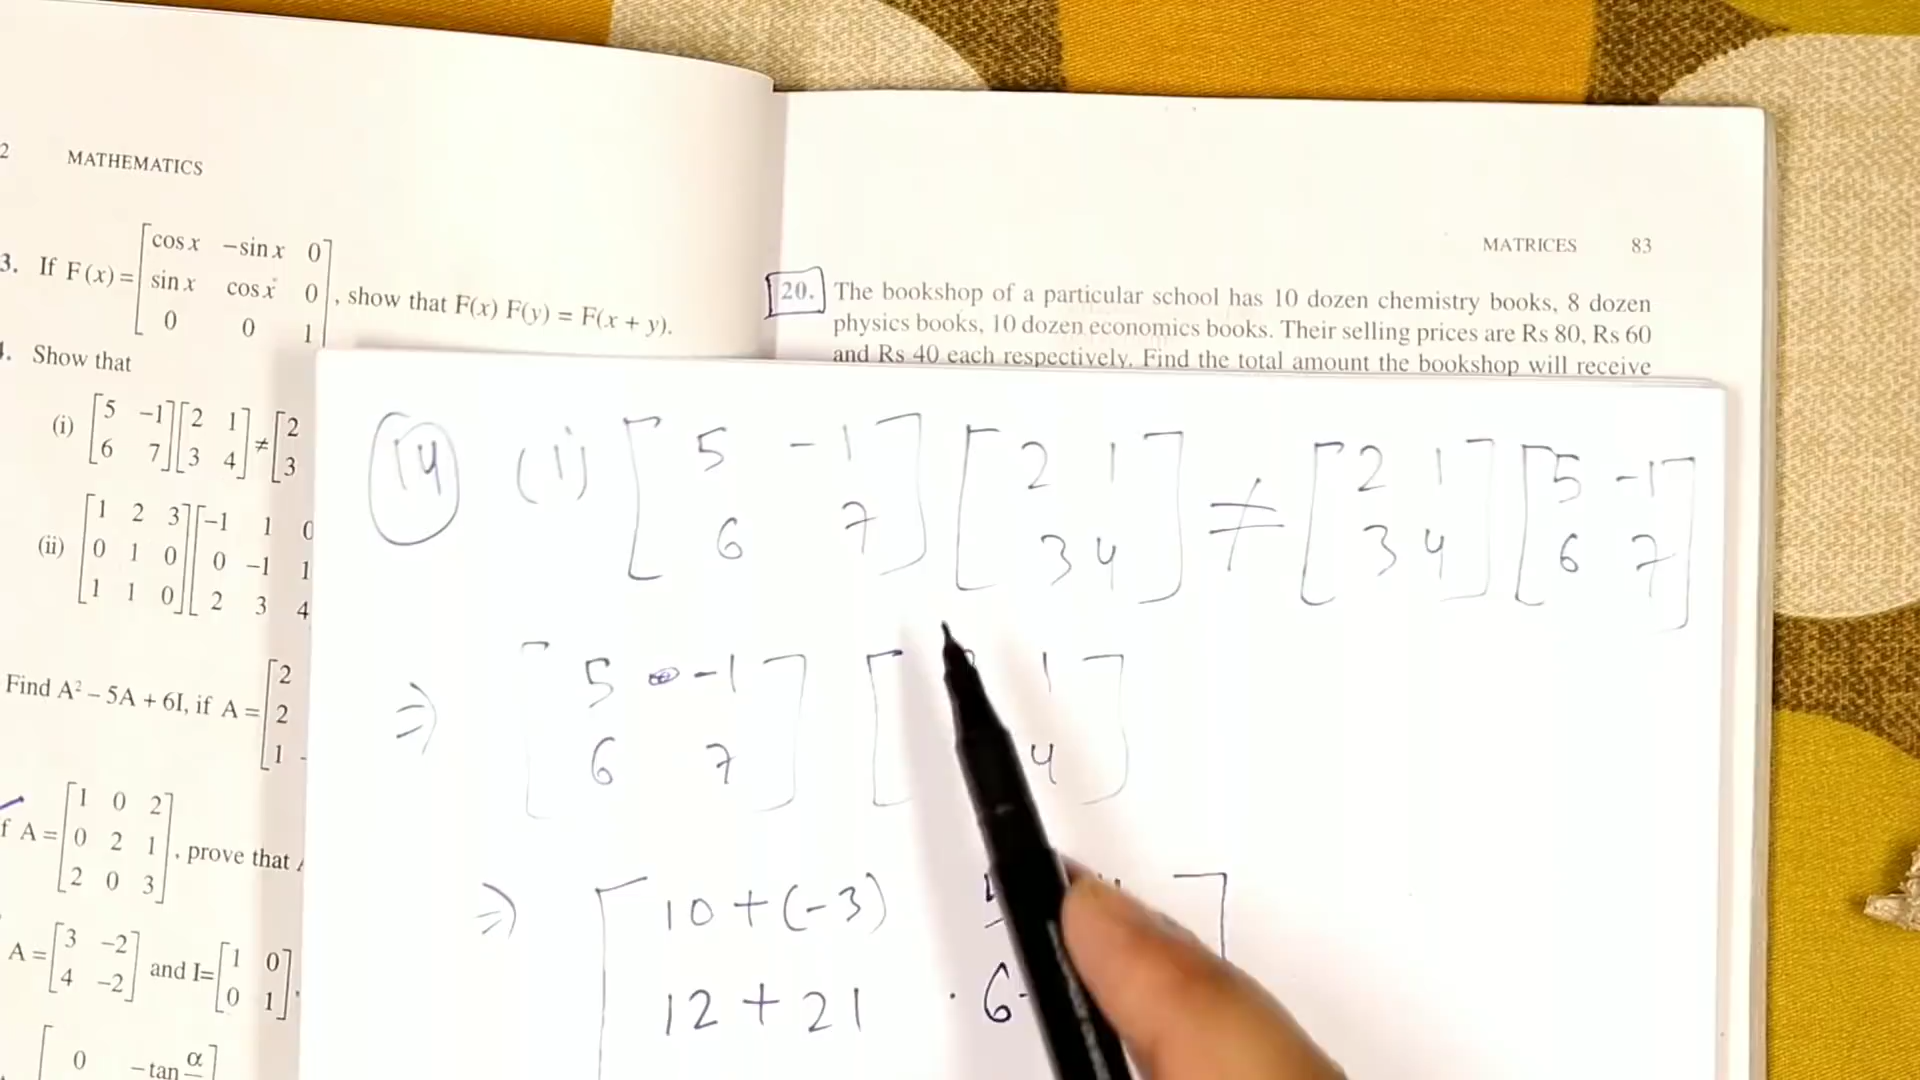 2 MATHEMATICS
3. If F(x) = [cos x −sin x 0
sin x cos x 0
0 0 1], show that F(x) F(y) = F(x + y).
Show that
(i) [5 −1
6 7] [2 1
3 4] ≠ [2
3
(ii) [1 2 3
0 1 0
1 1 0] [−1 1 0
0 −1 1
2 3 4
Find A² − 5A + 6I, if A = [2
2
1 -
f A = [1 0 2
0 2 1
2 0 3], prove that
A = [3 −2
4 −2] and I = [1 0
0 1],
[0 −tan α
MATRICES 83
20. The bookshop of a particular school has 10 dozen chemistry books, 8 dozen
physics books, 10 dozen economics books. Their selling prices are Rs 80, Rs 60
and Rs 40 each respectively. Find the total amount the bookshop will receive
14 (i) [5 -1
6 7] [2 1
3 4] ≠ [2 1
3 4] [5 -1
6 7]
⇒ [5 -1
6 7] [ 1
4]
⇒ [10 + (-3)
12 + 21 . 6